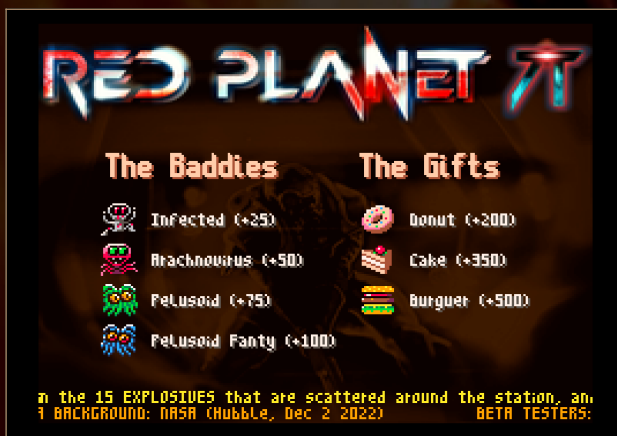 RED PLANET π
The Baddies
Infected (+25)
Arachnovirus (+50)
Pelusoid (+75)
Pelusoid Fanty (+100)
The Gifts
Donut (+200)
Cake (+350)
Burguer (+500)
the 15 EXPLOSIVES that are scattered around the station,
BACKGROUND: NASA (Hubble, Dec 2 2022) BETA TESTERS: